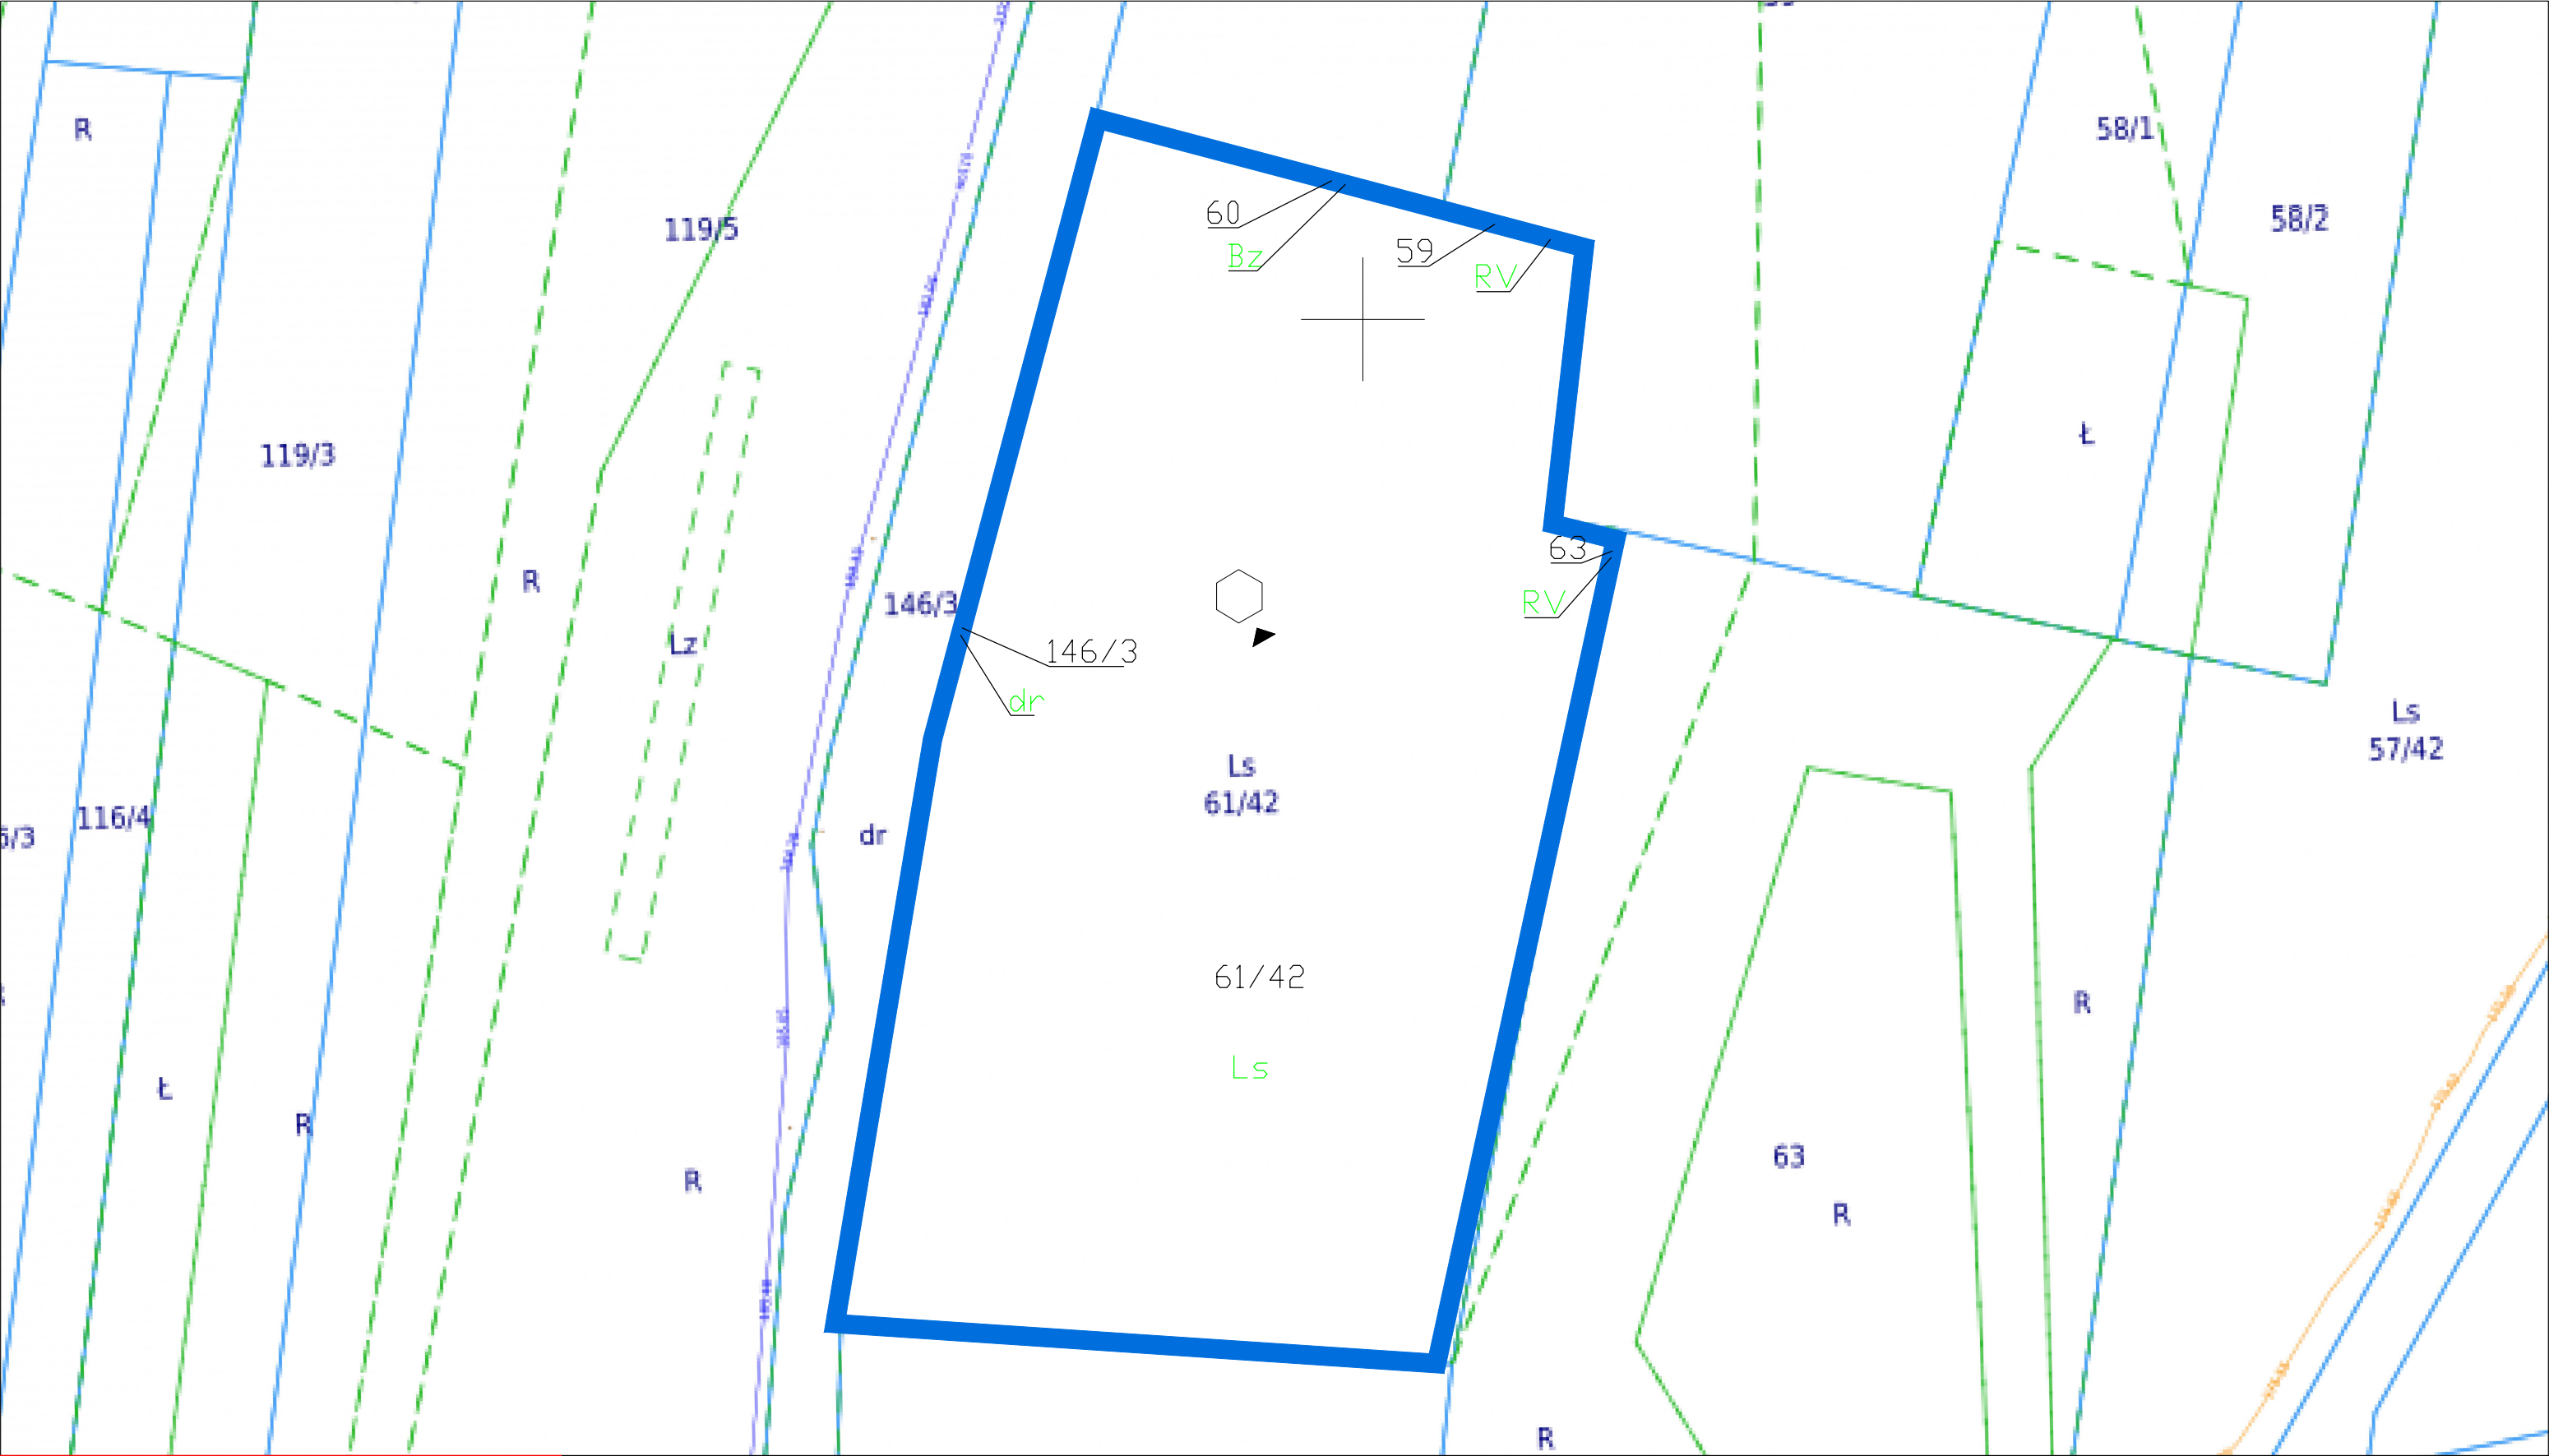 R
58/1
60
58/2
119/5
59
Bz
RV
Ł
119/3
63
R
146/3
RV
Lz
146/3
dr
Ls
57/42
Ls
61/42
116/4
dr
61/42
R
Ls
Ł
R
63
R
R
R